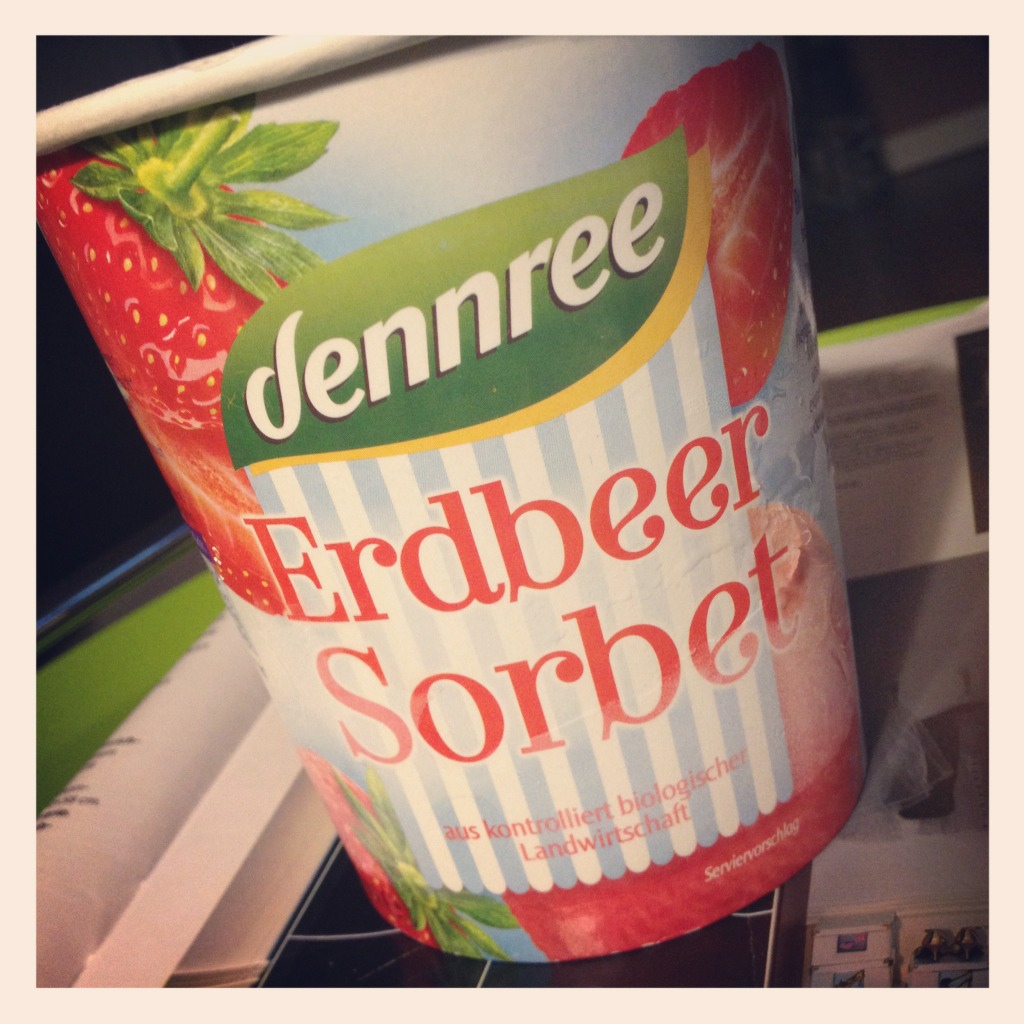 dennree
Erdbeer
Sorbet
aus kontrolliert biologischer
Landwirtschaft
Serviervorschlag